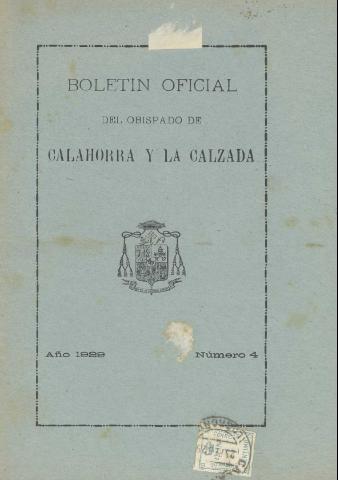 BOLETIN OFICIAL
DEL OBISPADO DE
CALAHORRA Y LA CALZADA
Año 1929 Número 4